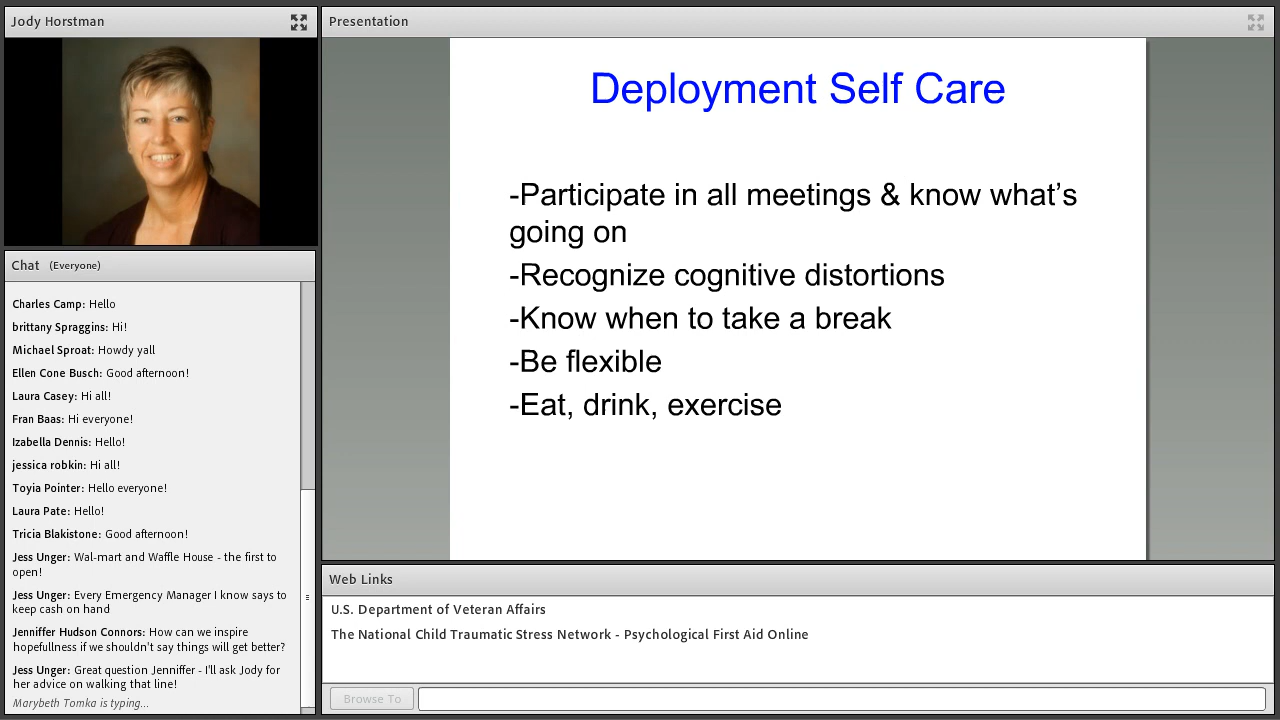 Jody Horstman
Presentation
Deployment Self Care
-Participate in all meetings & know what's
going on
-Recognize cognitive distortions
-Know when to take a break
-Be flexible
-Eat, drink, exercise
Chat (Everyone)
Charles Camp: Hello
brittany Spraggins: Hi!
Michael Sproat: Howdy yall
Ellen Cone Busch: Good afternoon!
Laura Casey: Hi all!
Fran Baas: Hi everyone!
Izabella Dennis: Hello!
jessica robkin: Hi all!
Toyia Pointer: Hello everyone!
Laura Pate: Hello!
Tricia Blakistone: Good afternoon!
Jess Unger: Wal-mart and Waffle House - the first to
open!
Jess Unger: Every Emergency Manager I know says to
keep cash on hand
Jenniffer Hudson Connors: How can we inspire
hopefullness if we shouldn't say things will get better?
Jess Unger: Great question Jenniffer - I'll ask Jody for
her advice on walking that line!
Marybeth Tomka is typing...
Web Links
U.S. Department of Veteran Affairs
The National Child Traumatic Stress Network - Psychological First Aid Online
Browse To